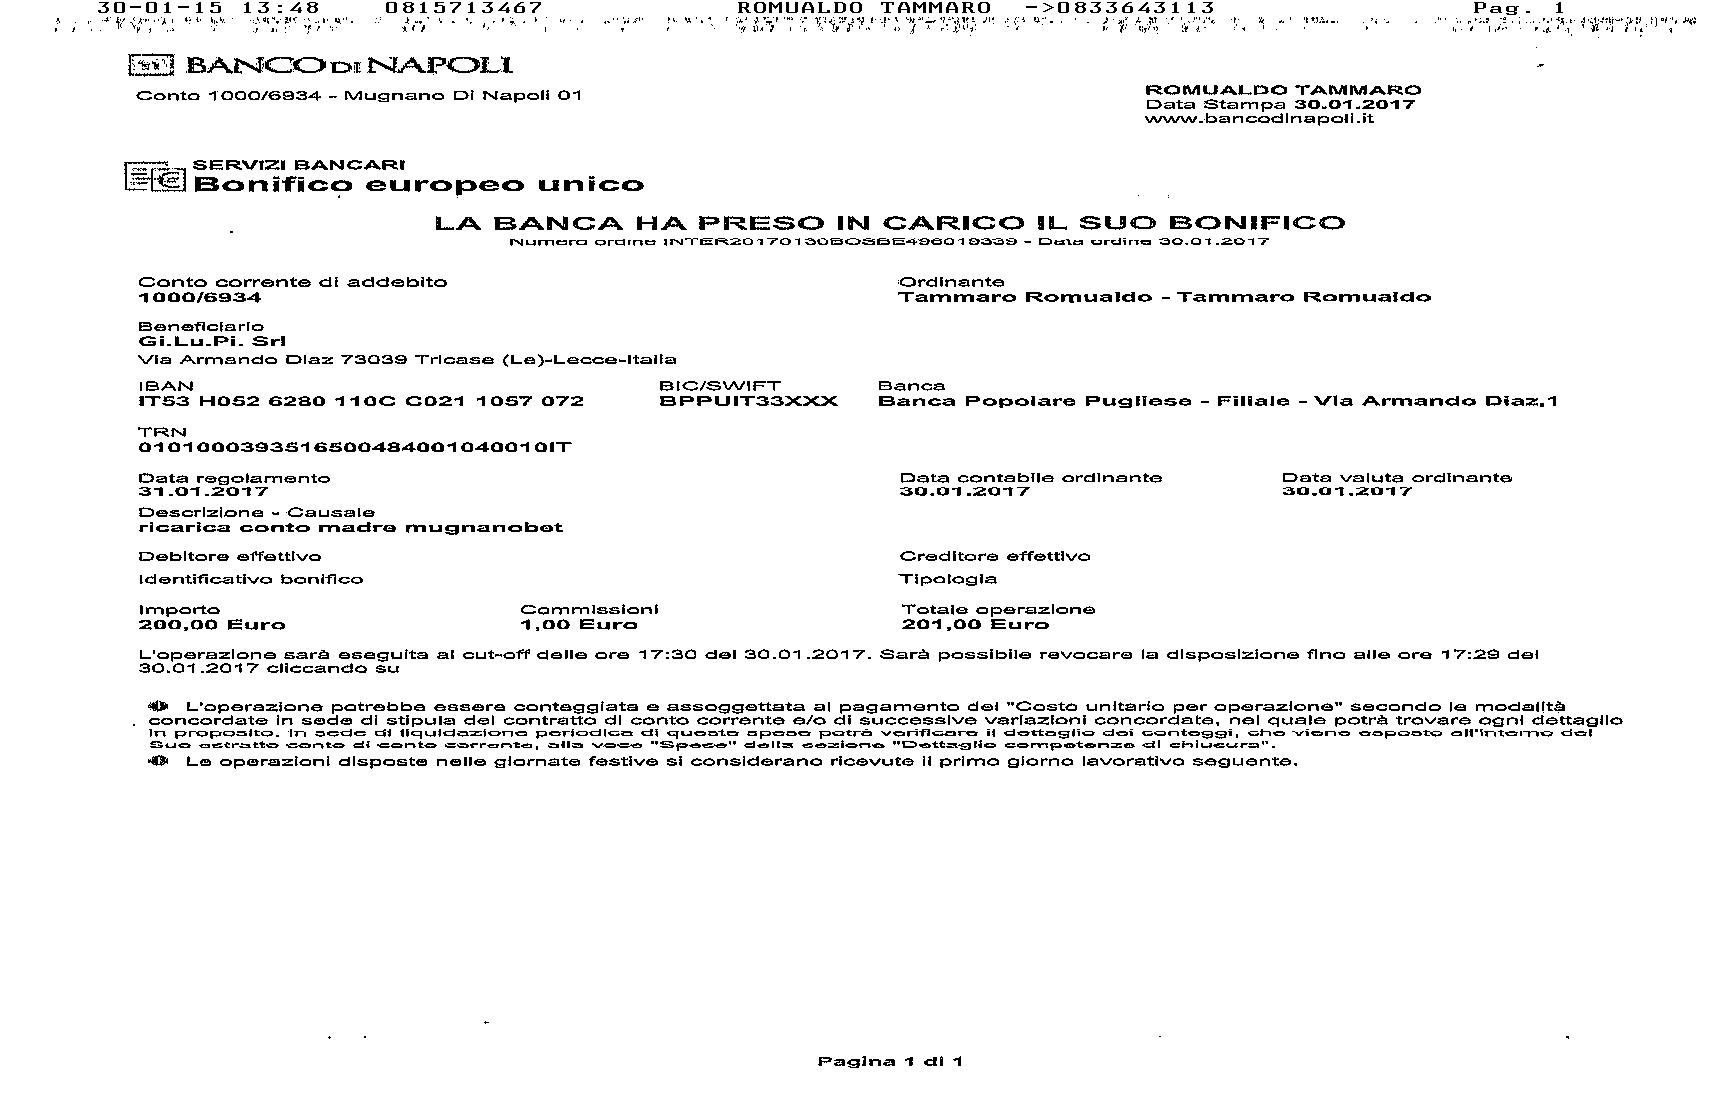 30-01-15 13:48 0815713467 ROMUALDO TAMMARO ->0833643113 Pag. 1
BANCO DI NAPOLI
Conto 1000/6934 - Mugnano Di Napoli 01
ROMUALDO TAMMARO
Data Stampa 30.01.2017
www.bancodinapoli.it
SERVIZI BANCARI
Bonifico europeo unico
LA BANCA HA PRESO IN CARICO IL SUO BONIFICO
Numero ordine INTER20170130BOSBE496019339 - Data ordine 30.01.2017
Conto corrente di addebito Ordinante
1000/6934 Tammaro Romualdo - Tammaro Romualdo
Beneficiario
Gi.Lu.Pi. Srl
Via Armando Diaz 73039 Tricase (Le)-Lecce-Italia
IBAN BIC/SWIFT Banca
IT53 H052 6280 110C C021 1057 072 BPPUIT33XXX Banca Popolare Pugliese - Filiale - Via Armando Diaz,1
TRN
0101000393516500484001040010IT
Data regolamento Data contabile ordinante Data valuta ordinante
31.01.2017 30.01.2017 30.01.2017
Descrizione - Causale
ricarica conto madre mugnanobet
Debitore effettivo Creditore effettivo
Identificativo bonifico Tipologia
Importo Commissioni Totale operazione
200,00 Euro 1,00 Euro 201,00 Euro
L'operazione sarà eseguita al cut-off delle ore 17:30 del 30.01.2017. Sarà possibile revocare la disposizione fino alle ore 17:29 del
30.01.2017 cliccando su
L'operazione potrebbe essere conteggiata e assoggettata al pagamento del "Costo unitario per operazione" secondo le modalità
concordate in sede di stipula del contratto di conto corrente e/o di successive variazioni concordate, nel quale potrà trovare ogni dettaglio
in proposito. In sede di liquidazione periodica di queste spese potrà verificare il dettaglio dei conteggi, che viene esposto all'interno del
Suo estratto conto di conto corrente, alla voce "Spese" della sezione "Dettaglio competenze di chiusura".
Le operazioni disposte nelle giornate festive si considerano ricevute il primo giorno lavorativo seguente.
Pagina 1 di 1